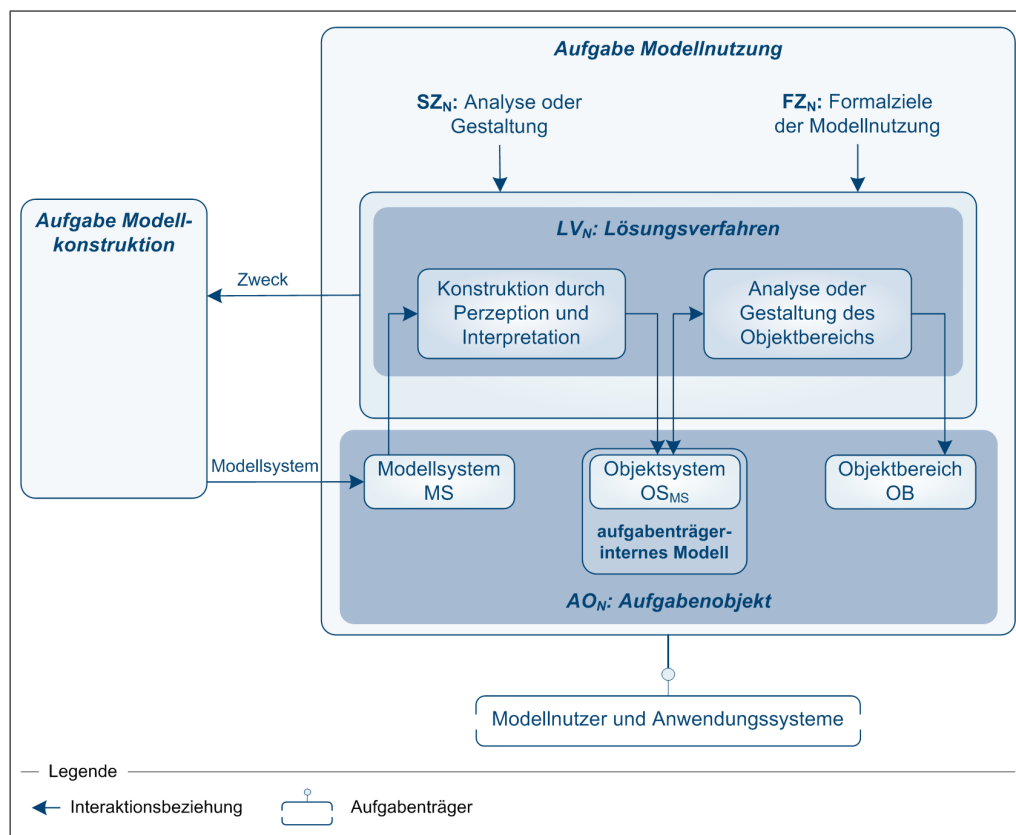 Aufgabe Modellnutzung
SZN: Analyse oder
Gestaltung
FZN: Formalziele
der Modellnutzung
Aufgabe Modell-
konstruktion
LVN: Lösungsverfahren
Zweck
Konstruktion durch
Perzeption und
Interpretation
Analyse oder
Gestaltung des
Objektbereichs
Modellsystem
Modellsystem
MS
Objektsystem
OSMS
aufgabenträger-
internes Modell
Objektbereich
OB
AON: Aufgabenobjekt
Modellnutzer und Anwendungssysteme
Legende
Interaktionsbeziehung
Aufgabenträger